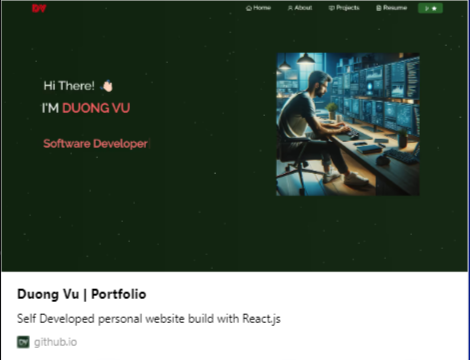 DV
Home About Projects Resume
Hi There!
I'M DUONG VU
Software Developer
Duong Vu | Portfolio
Self Developed personal website build with React.js
github.io